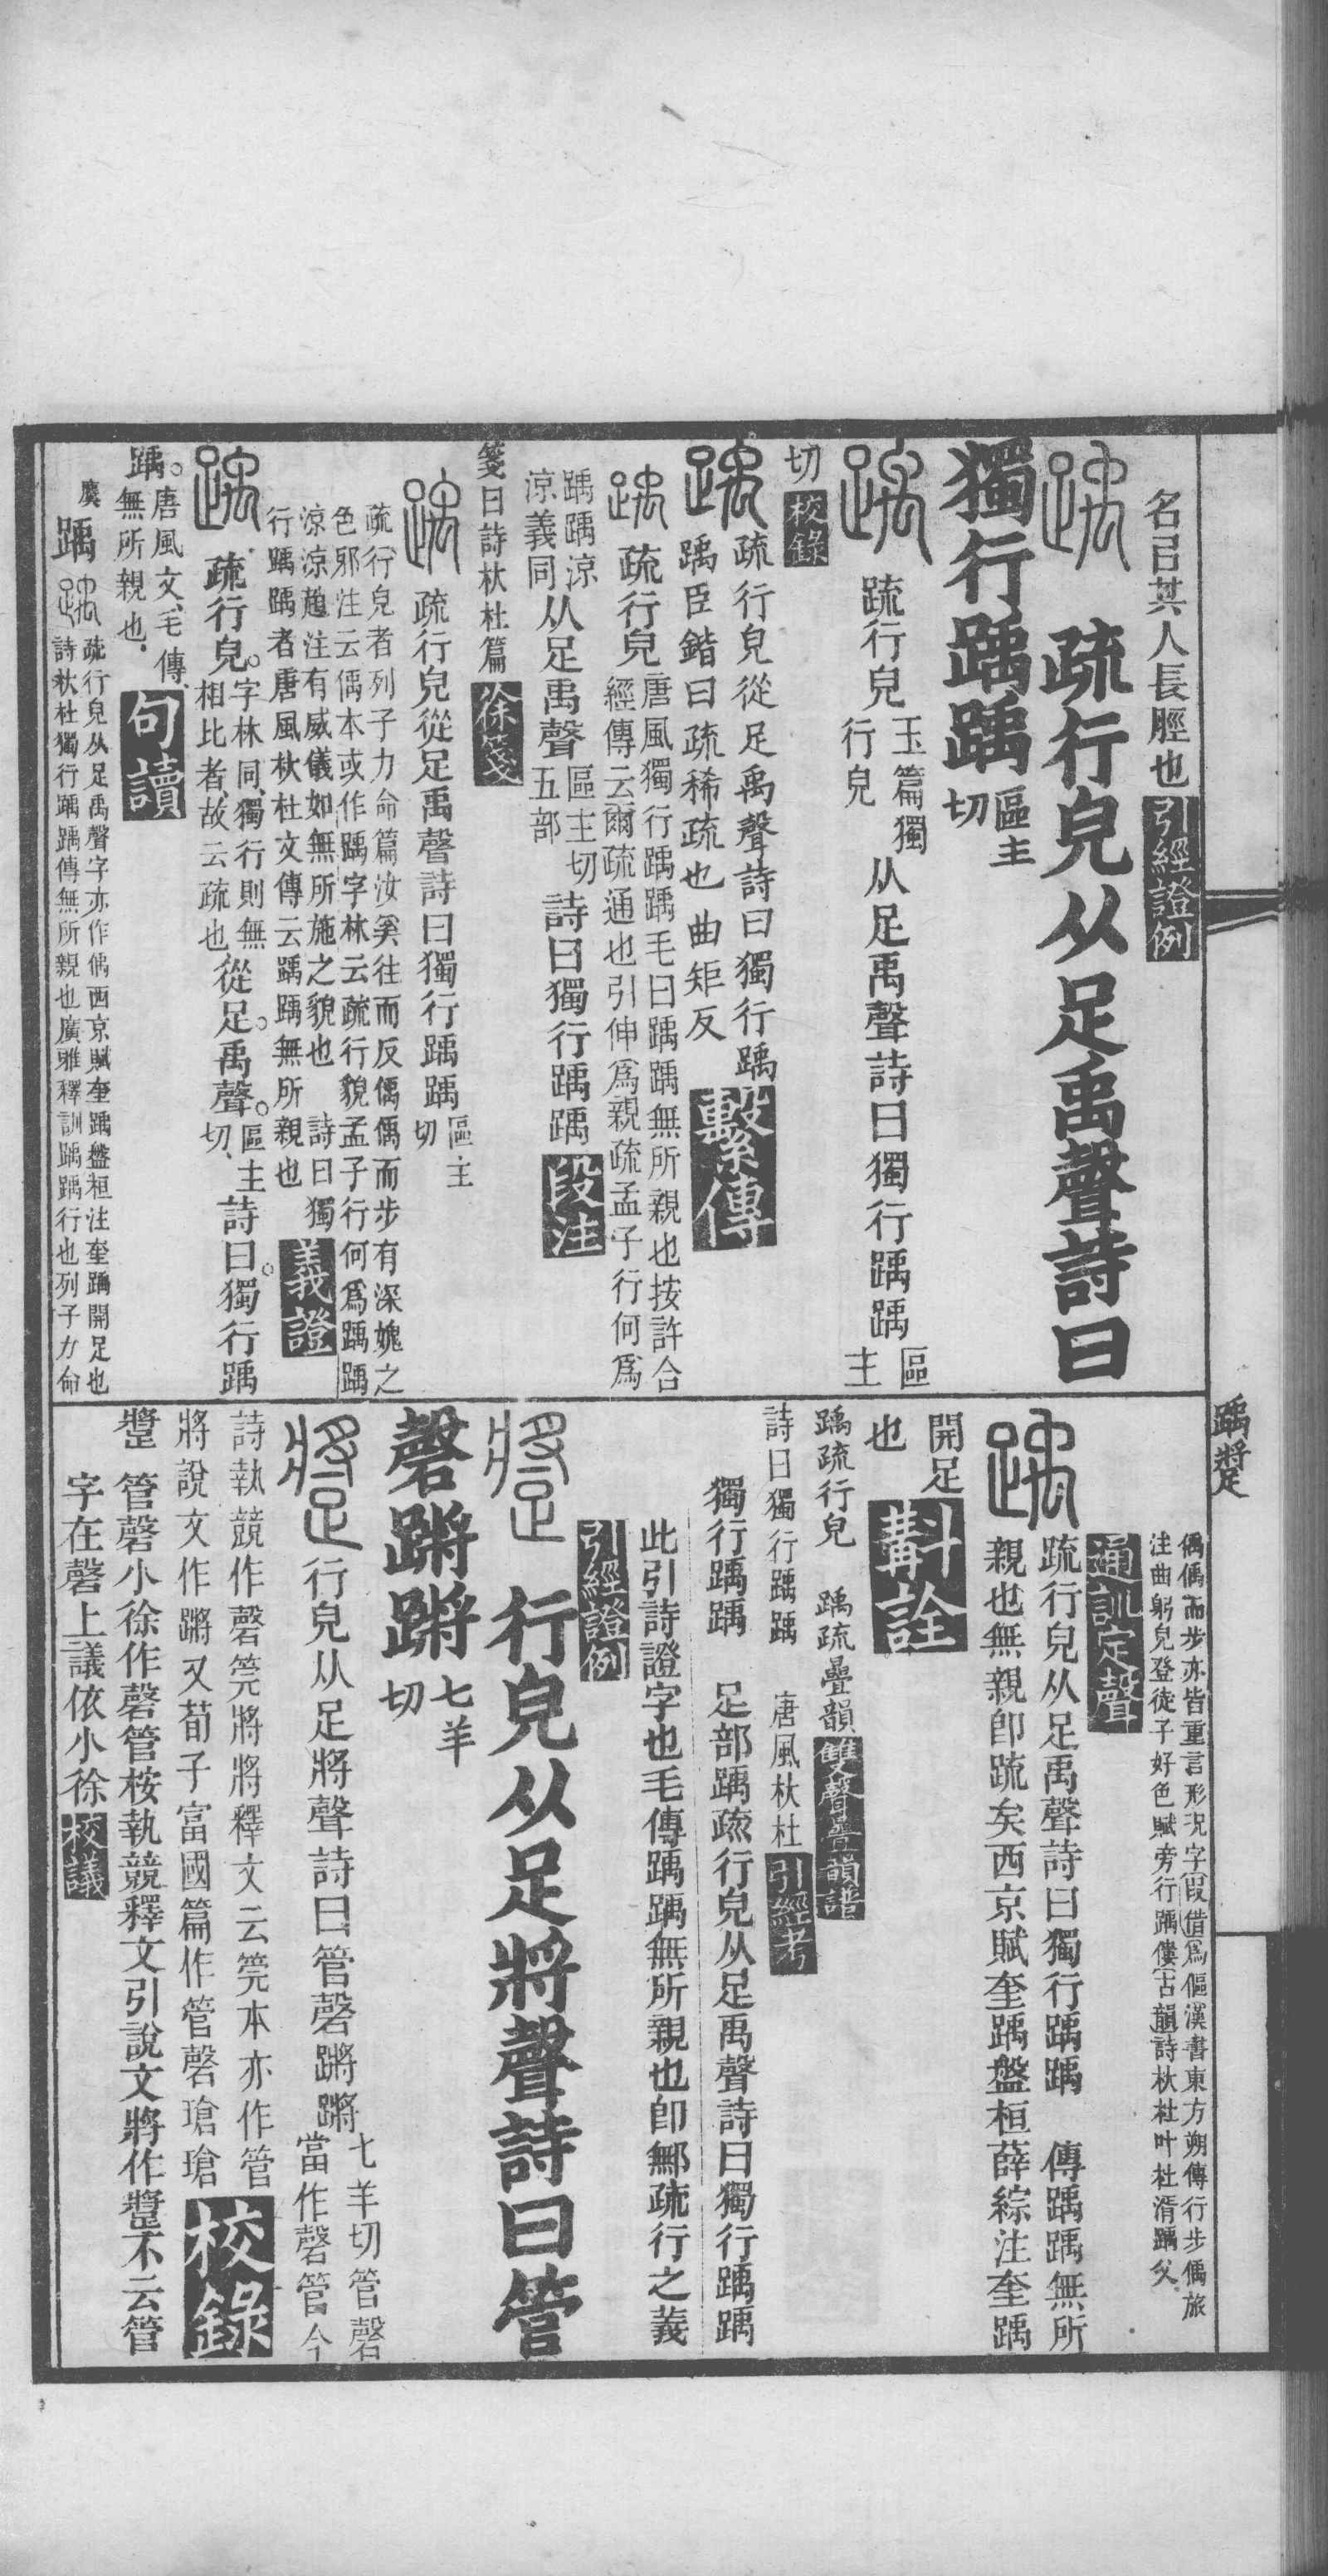 名㠯其人長脛也引經證例
踽 疏行皃从足禹聲詩曰
獨行踽踽區主切
踽疏行皃玉篇獨行皃从足禹聲詩曰獨行踽踽區主
切校錄
踽疏行皃從足禹聲詩曰獨行踽
踽臣鍇曰疏稀疏也曲矩反繫傳
踽疏行皃唐風獨行踽踽毛曰踽踽無所親也按許合
經傳云爾疏通也引伸爲親疏孟子行何爲
踽踽涼涼義同从足禹聲區主切五部詩曰獨行踽踽段注
箋曰詩杕杜篇徐箋
踽疏行皃從足禹聲詩曰獨行踽踽區主切
疏行皃者列子力命篇汝奚往而反偊偊而步有深媿之
色邪注云偊本或作踽字林云疏行貌孟子行何爲踽踽
涼涼趙注有威儀如無所施之貌也 詩曰獨
行踽踽者唐風杕杜文傳云踽踽無所親也義證
踽疏行皃字林同獨行則無相比者故云疏也從足禹聲區主切詩曰獨行踽
踽唐風文毛傳無所親也句讀
踽 踽疏行皃从足禹聲字亦作偊西京賦奎踽盤桓注奎踽開足也
詩杕杜獨行踽踽傳無所親也廣雅釋訓踽踽行也列子力命
踽蹡
偊偊而步亦皆重言形況字叚借爲傴漢書東方朔傳行步偊旅
注曲躬皃登徒子好色賦旁行踽僂古韻詩杕杜叶杜湑踽父
通訓定聲
踽疏行皃从足禹聲詩曰獨行踽踽 傳踽踽無所
親也無親卽疏矣西京賦奎踽盤桓薛綜注奎踽
開足也斠詮
踽疏行皃 踽疏疊韻雙聲疊韻譜
詩曰獨行踽踽 唐風杕杜引經考
獨行踽踽 足部踽疏行皃从足禹聲詩曰獨行踽踽
此引詩證字也毛傳踽踽無所親也卽鄦疏行之義
引經證例
蹡 行皃从足將聲詩曰管
磬蹡蹡七羊切
蹡行皃从足將聲詩曰管磬蹡蹡七羊切管磬當作磬管今
詩執競作磬筦將將釋文云筦本亦作管
將說文作蹡又荀子富國篇作管磬瑲瑲校錄
蹡 管磬小徐作磬管桉執競釋文引說文將作蹡不云管
字在磬上議依小徐校議